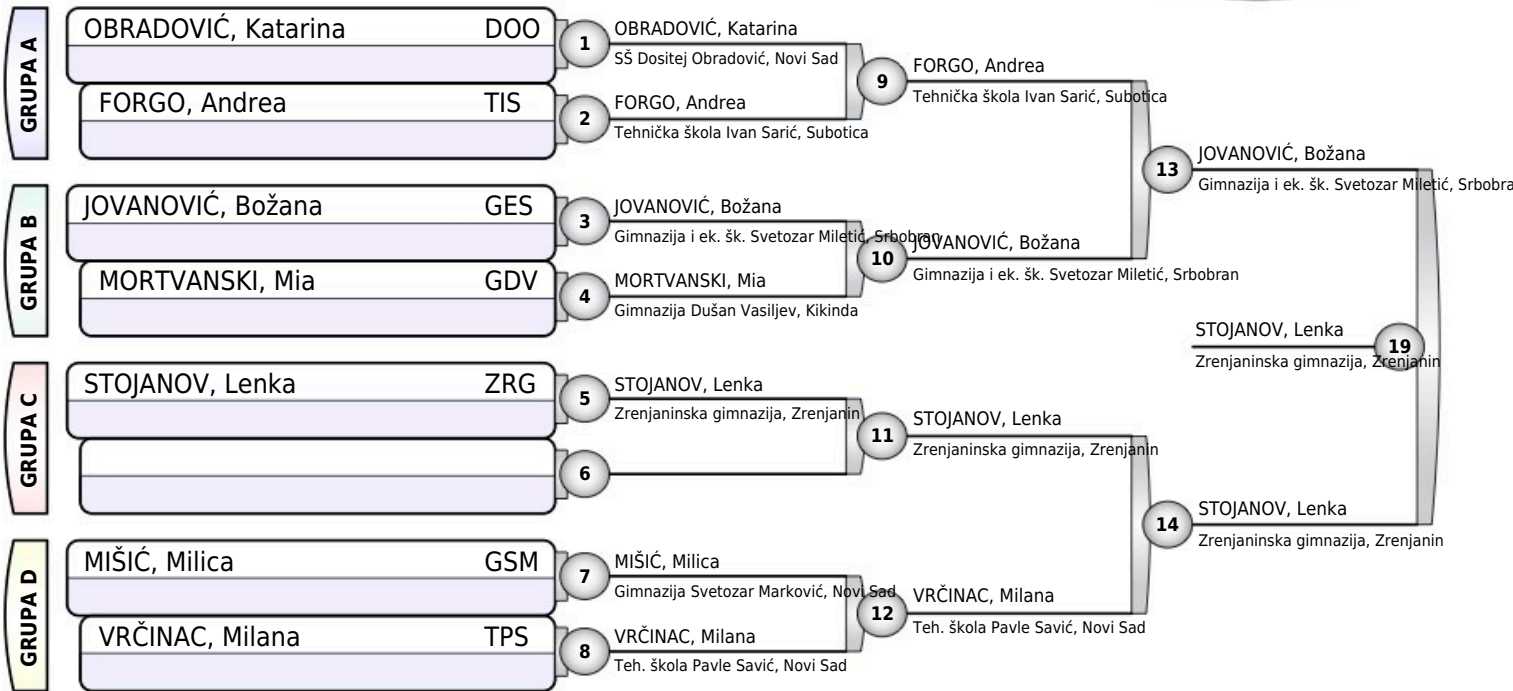 GRUPA A
OBRADOVIĆ, Katarina DOO
FORGO, Andrea TIS
1
OBRADOVIĆ, Katarina
SŠ Dositej Obradović, Novi Sad
2
FORGO, Andrea
Tehnička škola Ivan Sarić, Subotica
9
FORGO, Andrea
Tehnička škola Ivan Sarić, Subotica
GRUPA B
JOVANOVIĆ, Božana GES
MORTVANSKI, Mia GDV
3
JOVANOVIĆ, Božana
Gimnazija i ek. šk. Svetozar Miletić, Srbobran
4
MORTVANSKI, Mia
Gimnazija Dušan Vasiljev, Kikinda
10
JOVANOVIĆ, Božana
Gimnazija i ek. šk. Svetozar Miletić, Srbobran
13
JOVANOVIĆ, Božana
Gimnazija i ek. šk. Svetozar Miletić, Srbobra
GRUPA C
STOJANOV, Lenka ZRG
5
STOJANOV, Lenka
Zrenjaninska gimnazija, Zrenjanin
6
11
STOJANOV, Lenka
Zrenjaninska gimnazija, Zrenjanin
GRUPA D
MIŠIĆ, Milica GSM
VRČINAC, Milana TPS
7
MIŠIĆ, Milica
Gimnazija Svetozar Marković, Novi Sad
8
VRČINAC, Milana
Teh. škola Pavle Savić, Novi Sad
12
VRČINAC, Milana
Teh. škola Pavle Savić, Novi Sad
14
STOJANOV, Lenka
Zrenjaninska gimnazija, Zrenjanin
STOJANOV, Lenka
Zrenjaninska gimnazija, Zrenjanin
19